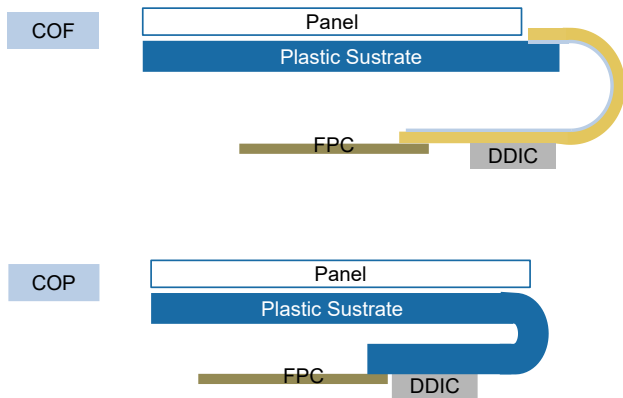 COF
Panel
Plastic Sustrate
FPC
DDIC
COP
Panel
Plastic Sustrate
FPC
DDIC